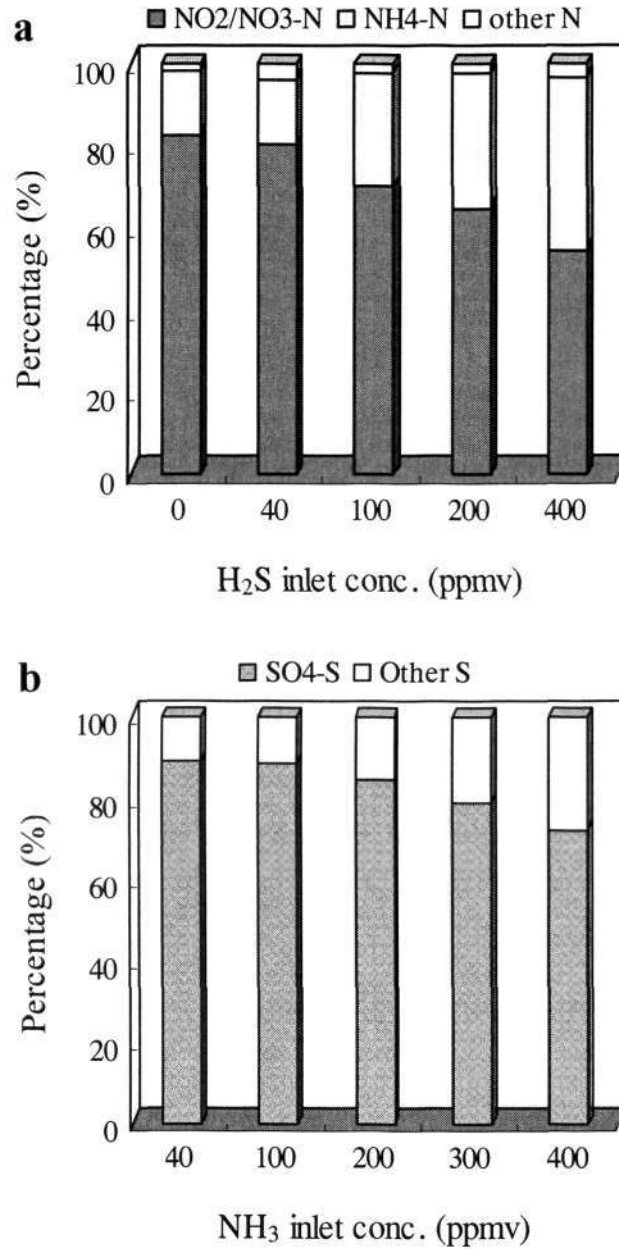 a
NO2/NO3-N NH4-N other N
100
80
60
40
20
0
Percentage (%)
0 40 100 200 400
H₂S inlet conc. (ppmv)
b
SO4-S Other S
100
80
60
40
20
0
Percentage (%)
40 100 200 300 400
NH₃ inlet conc. (ppmv)